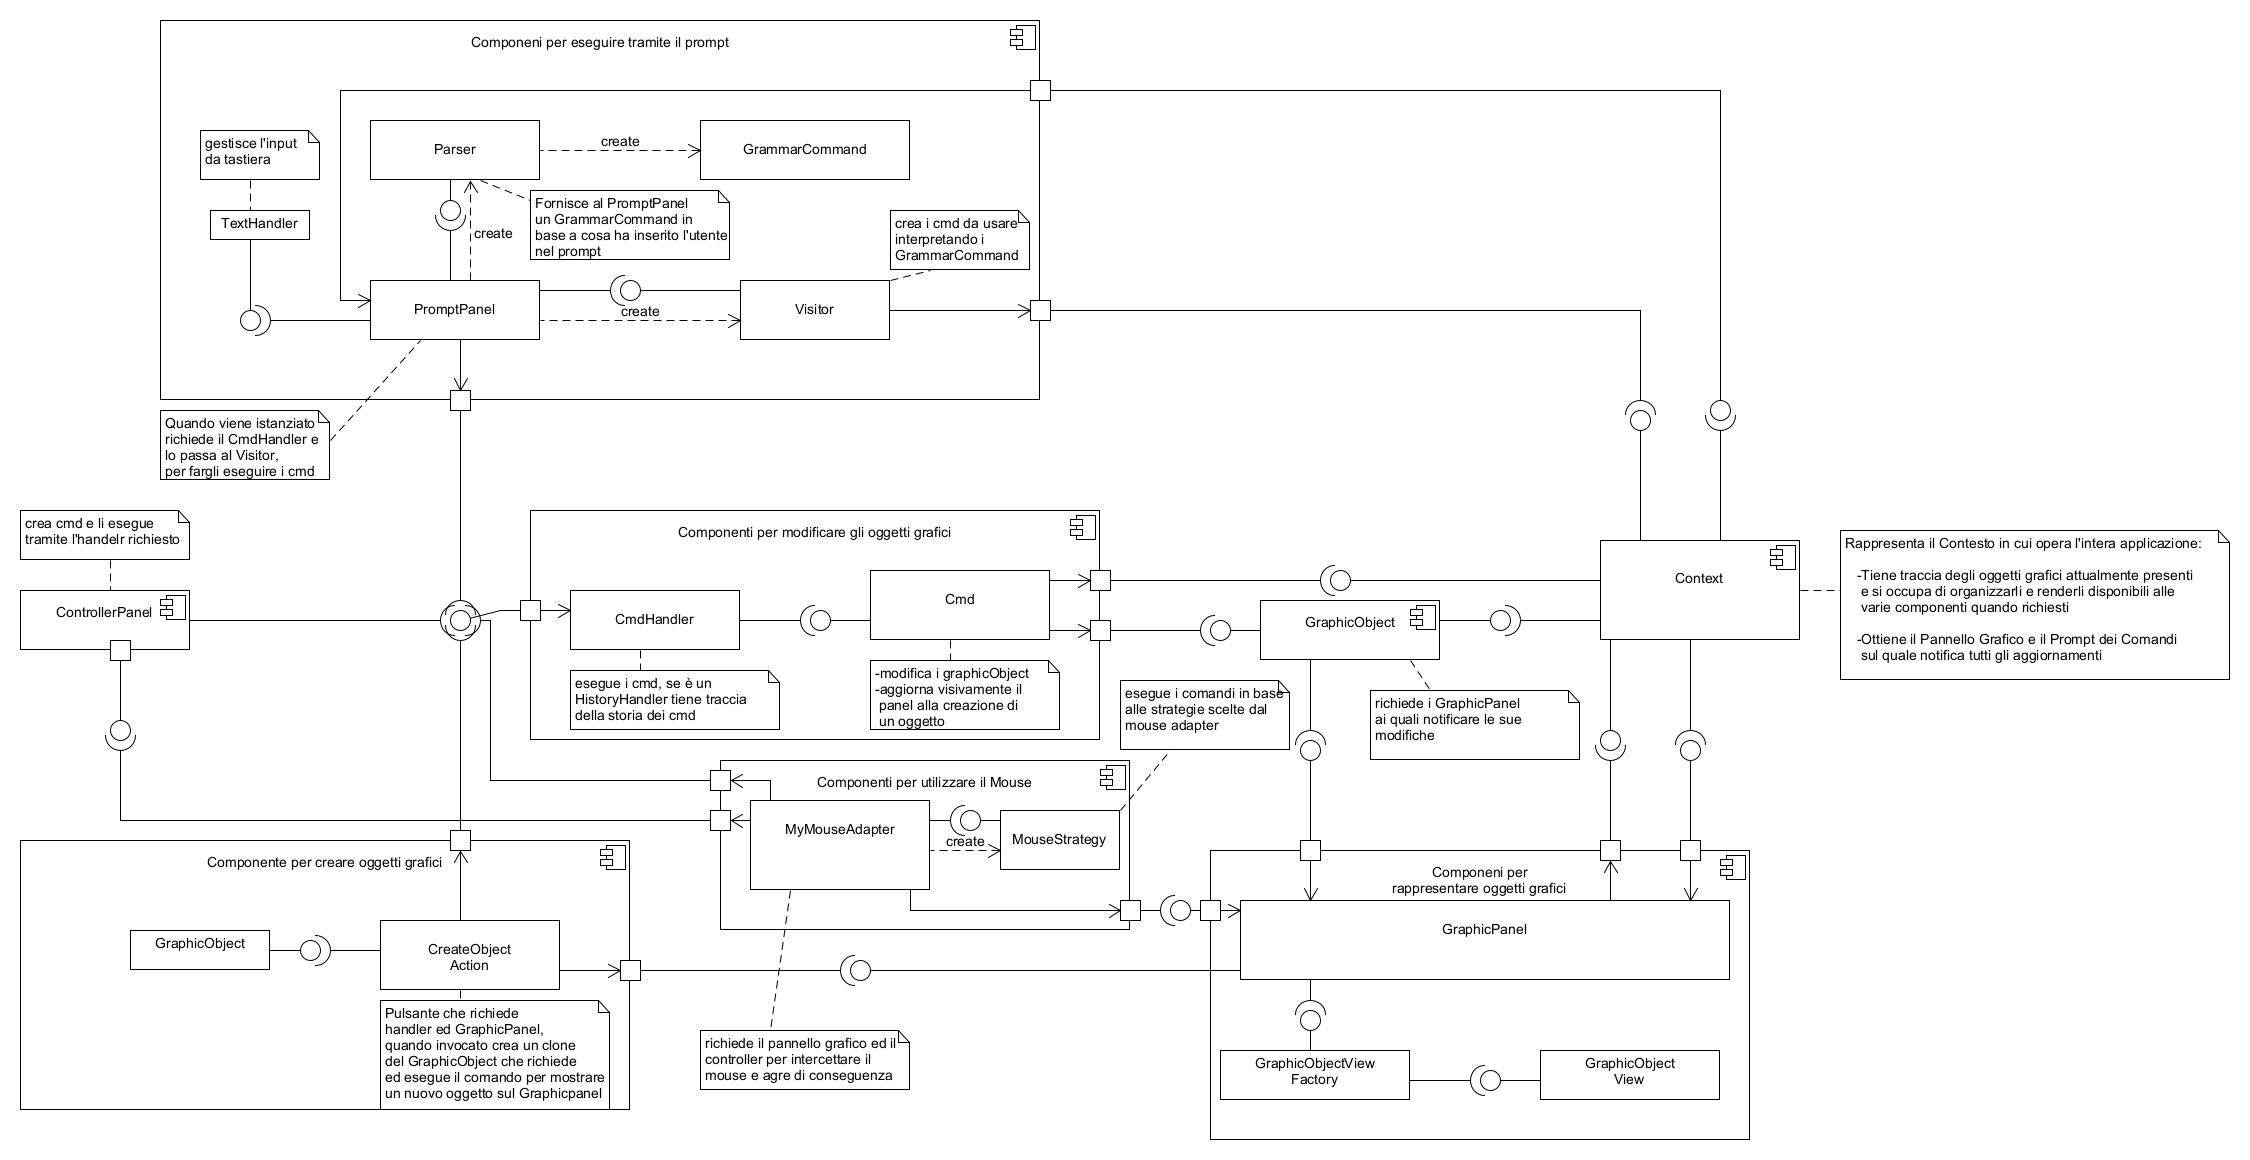 Componeni per eseguire tramite il prompt
gestisce l'input
da tastiera
Parser
create
GrammarCommand
TextHandler
Fornisce al PromptPanel
un GrammarCommand in
base a cosa ha inserito l'utente
nel prompt
create
crea i cmd da usare
interpretando i
GrammarCommand
PromptPanel
create
Visitor
Quando viene istanziato
richiede il CmdHandler e
lo passa al Visitor,
per fargli eseguire i cmd
crea cmd e li esegue
tramite l'handelr richiesto
ControllerPanel
Componenti per modificare gli oggetti grafici
CmdHandler
Cmd
esegue i cmd, se è un
HistoryHandler tiene traccia
della storia dei cmd
-modifica i graphicObject
-aggiorna visivamente il
panel alla creazione di
un oggetto
GraphicObject
Context
Rappresenta il Contesto in cui opera l'intera applicazione:
-Tiene traccia degli oggetti grafici attualmente presenti
e si occupa di organizzarli e renderli disponibili alle
varie componenti quando richiesti
-Ottiene il Pannello Grafico e il Prompt dei Comandi
sul quale notifica tutti gli aggiornamenti
esegue i comandi in base
alle strategie scelte dal
mouse adapter
richiede i GraphicPanel
ai quali notificare le sue
modifiche
Componenti per utilizzare il Mouse
MyMouseAdapter
create
MouseStrategy
Componente per creare oggetti grafici
GraphicObject
CreateObject
Action
Pulsante che richiede
handler ed GraphicPanel,
quando invocato crea un clone
del GraphicObject che richiede
ed esegue il comando per mostrare
un nuovo oggetto sul Graphicpanel
richiede il pannello grafico ed il
controller per intercettare il
mouse e agre di conseguenza
Componeni per
rappresentare oggetti grafici
GraphicPanel
GraphicObjectView
Factory
GraphicObject
View